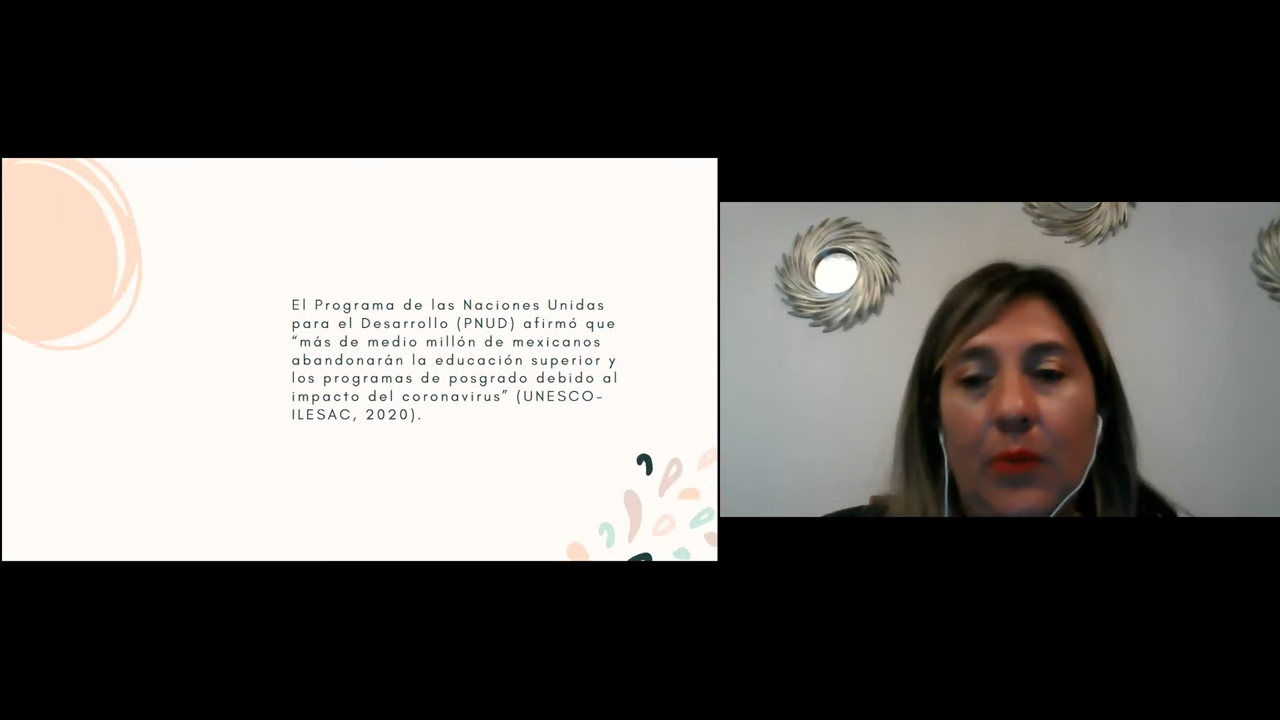 El Programa de las Naciones Unidas
para el Desarrollo (PNUD) afirmó que
“más de medio millón de mexicanos
abandonarán la educación superior y
los programas de posgrado debido al
impacto del coronavirus” (UNESCO-
ILESAC, 2020).